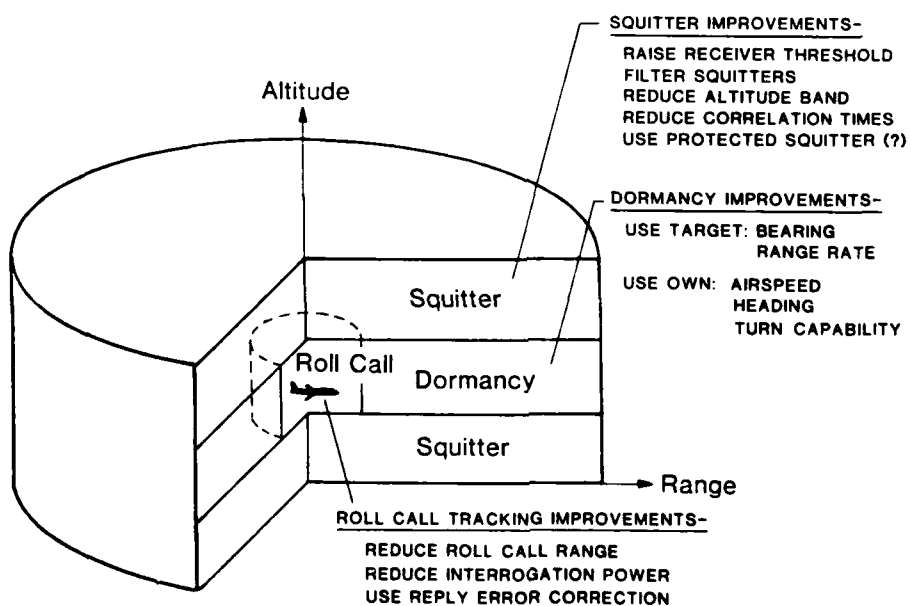 SQUITTER IMPROVEMENTS-
RAISE RECEIVER THRESHOLD
FILTER SQUITTERS
REDUCE ALTITUDE BAND
REDUCE CORRELATION TIMES
USE PROTECTED SQUITTER (?)
Altitude
DORMANCY IMPROVEMENTS-
USE TARGET: BEARING
RANGE RATE
USE OWN: AIRSPEED
HEADING
TURN CAPABILITY
Squitter
Roll Call
Dormancy
Squitter
Range
ROLL CALL TRACKING IMPROVEMENTS-
REDUCE ROLL CALL RANGE
REDUCE INTERROGATION POWER
USE REPLY ERROR CORRECTION